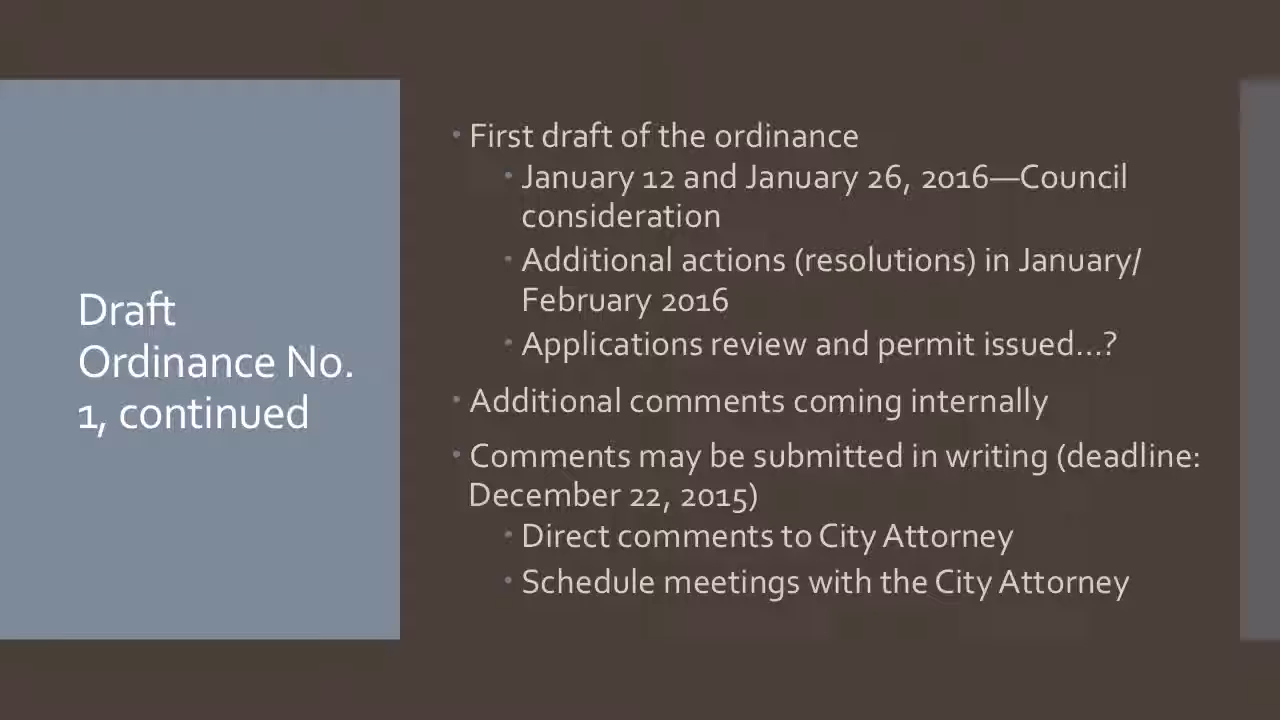 Draft
Ordinance No.
1, continued
• First draft of the ordinance
• January 12 and January 26, 2016—Council
consideration
• Additional actions (resolutions) in January/
February 2016
• Applications review and permit issued...?
• Additional comments coming internally
• Comments may be submitted in writing (deadline:
December 22, 2015)
• Direct comments to City Attorney
• Schedule meetings with the City Attorney